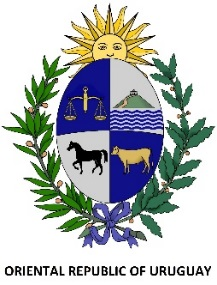 ORIENTAL REPUBLIC OF URUGUAY